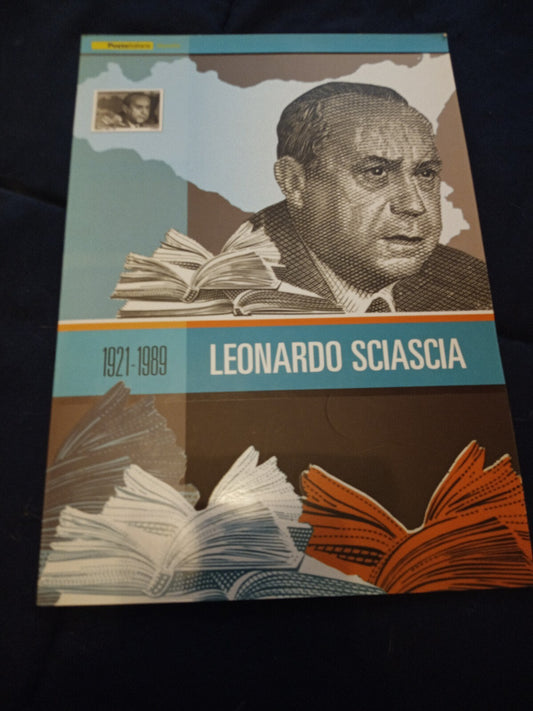 Posteitaliane
1921-1989
LEONARDO SCIASCIA